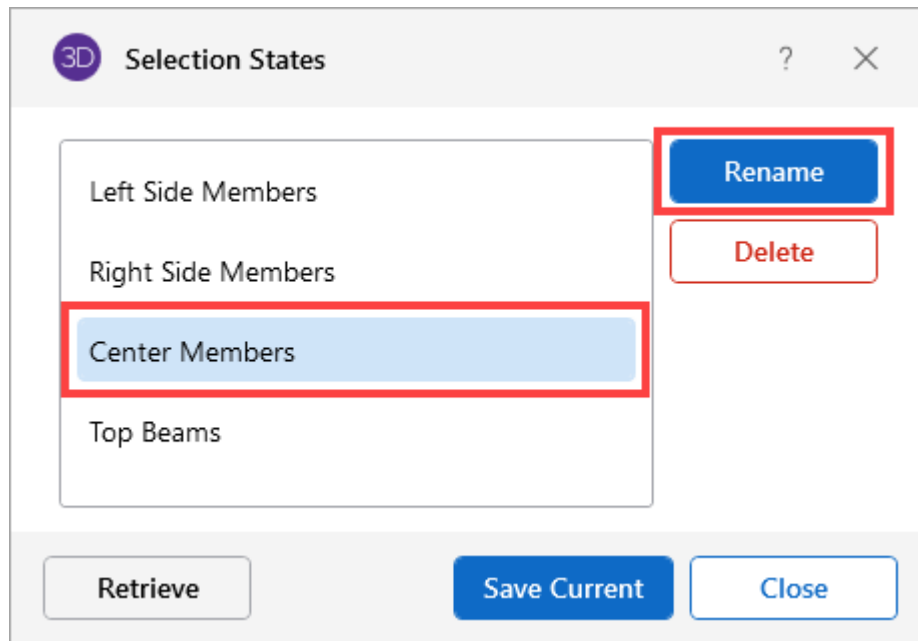 3D Selection States ?
Left Side Members
Right Side Members
Center Members
Top Beams
Rename
Delete
Retrieve Save Current Close